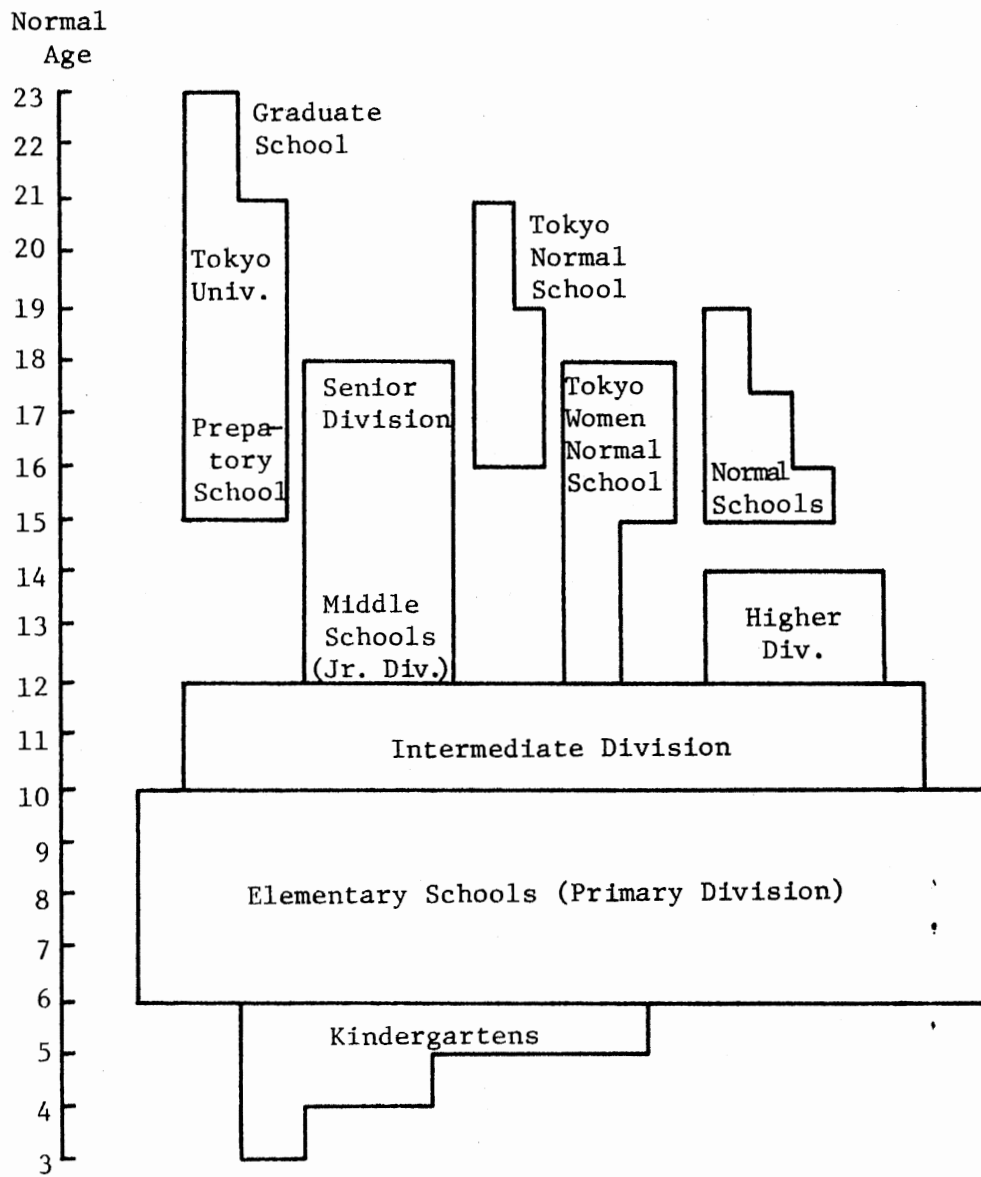 Normal
Age
23
22
21
20
19
18
17
16
15
14
13
12
11
10
9
8
7
6
5
4
3
Graduate
School
Tokyo
Univ.
Prepa-
tory
School
Senior
Division
Middle
Schools
(Jr. Div.)
Tokyo
Normal
School
Tokyo
Women
Normal
School
Normal
Schools
Higher
Div.
Intermediate Division
Elementary Schools (Primary Division)
Kindergartens